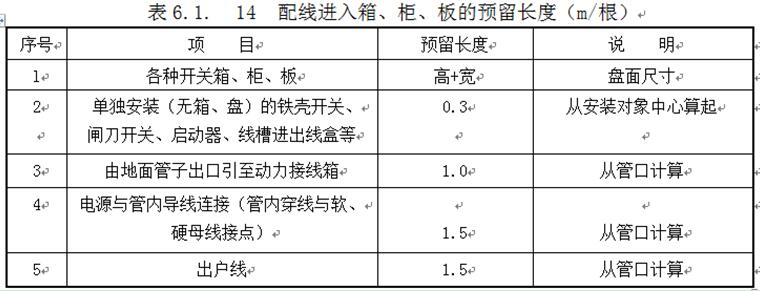 表 6.1. 14 配线进入箱、柜、板的预留长度（m/根）
序号 项 目 预留长度 说 明
1 各种开关箱、柜、板 高+宽 盘面尺寸
2 单独安装（无箱、盘）的铁壳开关、 0.3 从安装对象中心算起
闸刀开关、启动器、线槽进出线盒等
3 由地面管子出口引至动力接线箱 1.0 从管口计算
4 电源与管内导线连接（管内穿线与软、
硬母线接点） 1.5 从管口计算
5 出户线 1.5 从管口计算